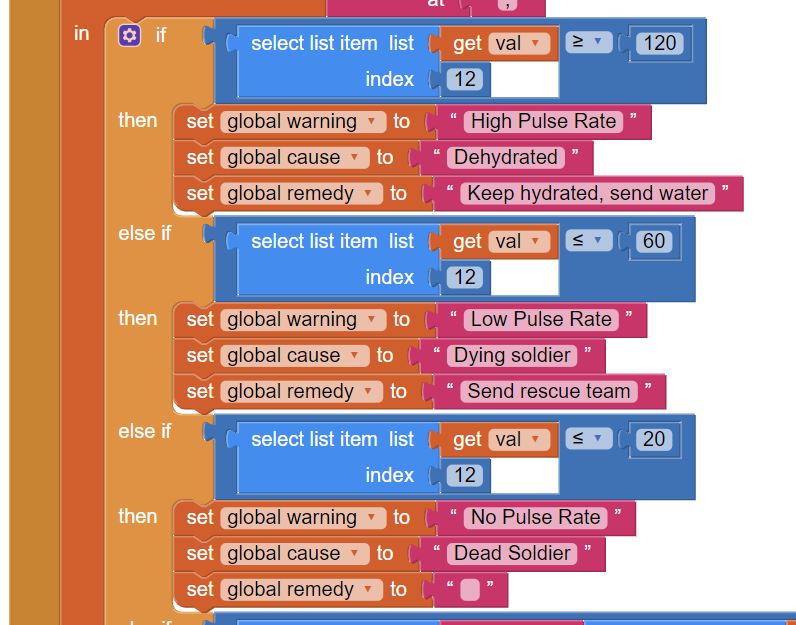 at " , "
in if select list item list get val ▾ ≥ ▾ 120
index 12
then set global warning ▾ to “ High Pulse Rate ”
set global cause ▾ to “ Dehydrated ”
set global remedy ▾ to “ Keep hydrated, send water ”
else if select list item list get val ▾ ≤ ▾ 60
index 12
then set global warning ▾ to “ Low Pulse Rate ”
set global cause ▾ to “ Dying soldier ”
set global remedy ▾ to “ Send rescue team ”
else if select list item list get val ▾ ≤ ▾ 20
index 12
then set global warning ▾ to “ No Pulse Rate ”
set global cause ▾ to “ Dead Soldier ”
set global remedy ▾ to “ ”
else if